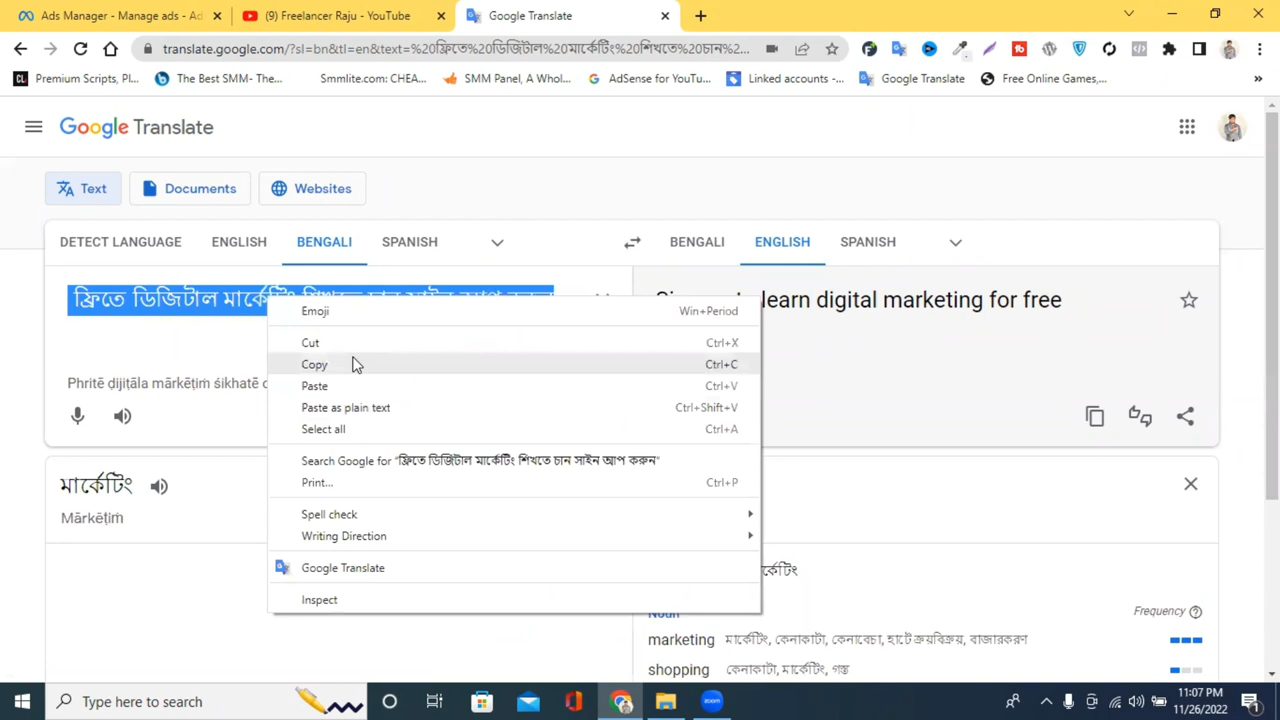 Ads Manager - Manage ads - Ad
(9) Freelancer Raju - YouTube
Google Translate
translate.google.com/?sl=bn&tl=en&text=%20ফ্রিতে%20ডিজিটাল%20মার্কেটিং%20শিখতে%20চান%...
Premium Scripts, Pl...
The Best SMM- The...
Smmlite.com: CHEA...
SMM Panel, A Whol...
AdSense for YouTu...
Linked accounts -...
Google Translate
Free Online Games,...
Google Translate
Text
Documents
Websites
DETECT LANGUAGE
ENGLISH
BENGALI
SPANISH
BENGALI
ENGLISH
SPANISH
ফ্রিতে ডিজিটাল
learn digital marketing for free
Phritē ḍijiṭāla mārkēṭiṁ śikhatē
Emoji Win+Period
Cut Ctrl+X
Copy Ctrl+C
Paste Ctrl+V
Paste as plain text Ctrl+Shift+V
Select all Ctrl+A
Search Google for "ফ্রিতে ডিজিটাল মার্কেটিং শিখতে চান সাইন আপ করুন"
Print... Ctrl+P
Spell check
Writing Direction
Google Translate
Inspect
মার্কেটিং
Mārkēṭiṁ
Noun
Frequency
marketing মার্কেটিং, কেনাকাটা, কেনাবেচা, হাটে ক্রয়বিক্রয়, বাজারকরণ
shopping কেনাকাটা, মার্কেটিং, গস্ত
Type here to search
zoom
11:07 PM
11/26/2022
1